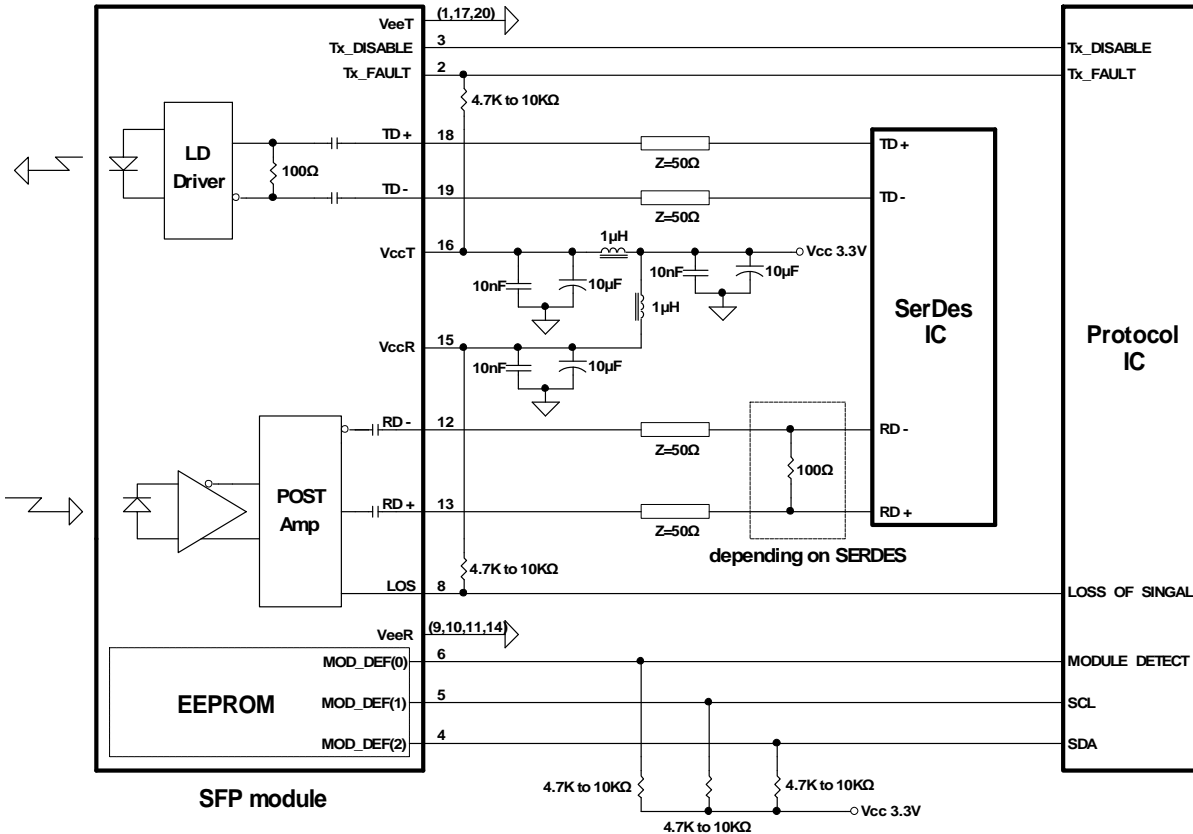 VeeT
(1,17,20)
Tx_DISABLE
3
Tx_DISABLE
Tx_FAULT
2
Tx_FAULT
4.7K to 10KΩ
LD
Driver
100Ω
TD+
18
Z=50Ω
TD+
TD-
19
Z=50Ω
TD-
VccT
16
1µH
Vcc 3.3V
10nF
10µF
10nF
10µF
1µH
SerDes
IC
Protocol
IC
VccR
15
10nF
10µF
RD-
12
Z=50Ω
RD-
100Ω
POST
Amp
RD+
13
Z=50Ω
RD+
depending on SERDES
4.7K to 10KΩ
LOS
8
LOSS OF SINGAL
VeeR
(9,10,11,14)
EEPROM
MOD_DEF(0)
6
MODULE DETECT
MOD_DEF(1)
5
SCL
MOD_DEF(2)
4
SDA
4.7K to 10KΩ
4.7K to 10KΩ
Vcc 3.3V
4.7K to 10KΩ
SFP module